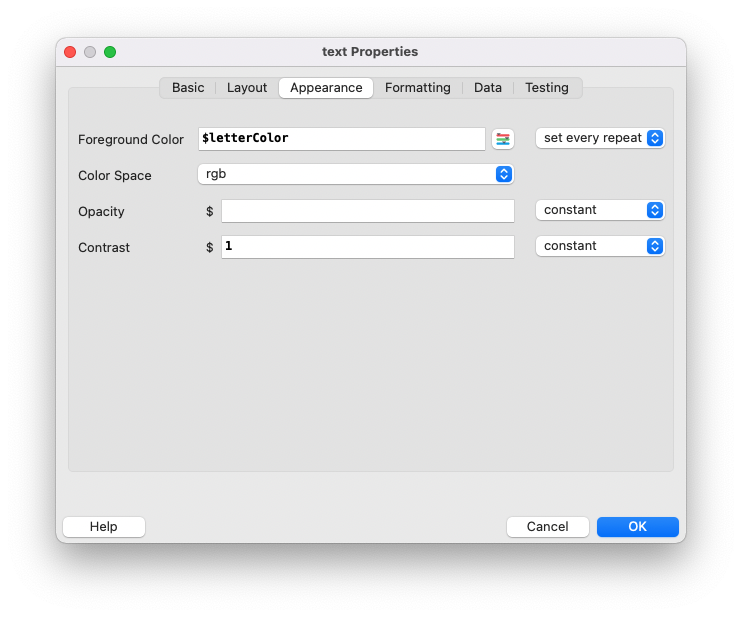 text Properties
Basic Layout Appearance Formatting Data Testing
Foreground Color $letterColor set every repeat
Color Space rgb
Opacity $ constant
Contrast $ 1 constant
Help Cancel OK